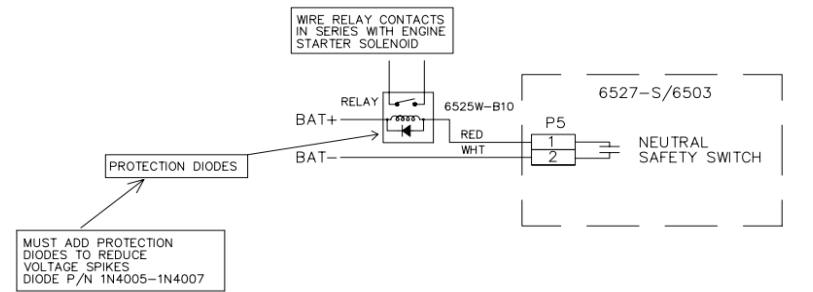 WIRE RELAY CONTACTS
IN SERIES WITH ENGINE
STARTER SOLENOID
RELAY
6525W-B10
6527-S/6503
BAT+
P5
RED
1
NEUTRAL
BAT-
WHT
2
SAFETY SWITCH
PROTECTION DIODES
MUST ADD PROTECTION
DIODES TO REDUCE
VOLTAGE SPIKES
DIODE P/N 1N4005-1N4007